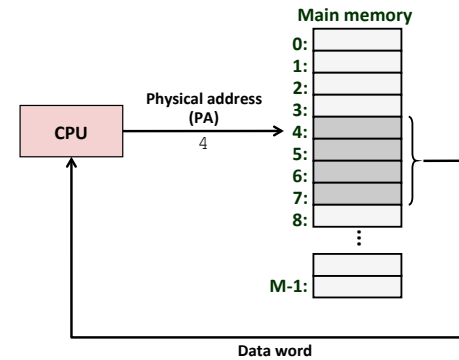 Main memory
0:
1:
2:
3:
4:
5:
6:
7:
8:
...
M-1:
Physical address
(PA)
4
CPU
Data word